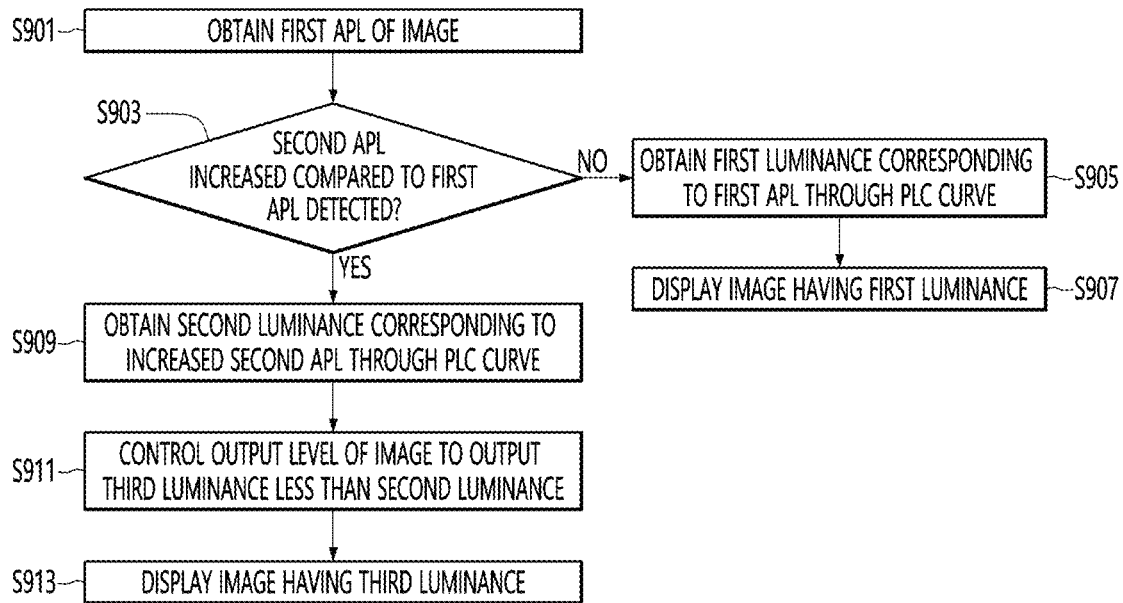 S901
OBTAIN FIRST APL OF IMAGE
S903
SECOND APL
INCREASED COMPARED TO FIRST
APL DETECTED?
NO
OBTAIN FIRST LUMINANCE CORRESPONDING
TO FIRST APL THROUGH PLC CURVE
S905
YES
DISPLAY IMAGE HAVING FIRST LUMINANCE
S907
S909
OBTAIN SECOND LUMINANCE CORRESPONDING TO
INCREASED SECOND APL THROUGH PLC CURVE
S911
CONTROL OUTPUT LEVEL OF IMAGE TO OUTPUT
THIRD LUMINANCE LESS THAN SECOND LUMINANCE
S913
DISPLAY IMAGE HAVING THIRD LUMINANCE